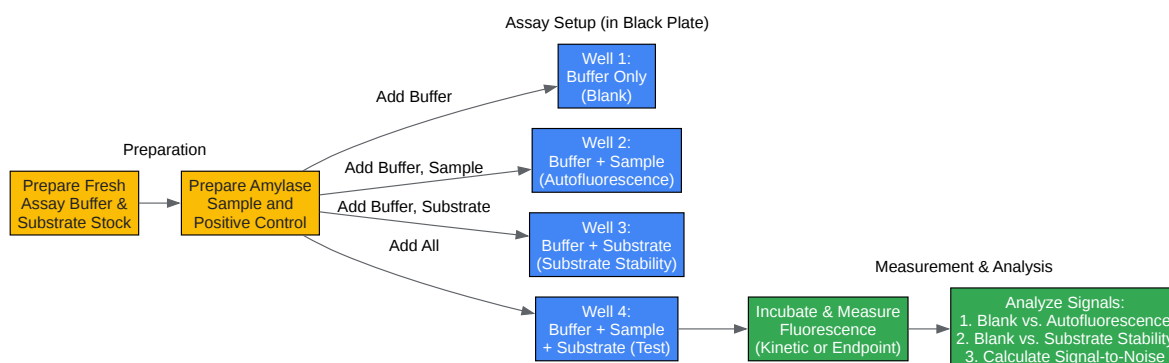 Assay Setup (in Black Plate)
Well 1:
Buffer Only
(Blank)
Add Buffer
Preparation
Prepare Fresh
Assay Buffer &
Substrate Stock
Prepare Amylase
Sample and
Positive Control
Add Buffer, Sample
Well 2:
Buffer + Sample
(Autofluorescence)
Add Buffer, Substrate
Well 3:
Buffer + Substrate
(Substrate Stability)
Add All
Well 4:
Buffer + Sample
+ Substrate (Test)
Measurement & Analysis
Incubate & Measure
Fluorescence
(Kinetic or Endpoint)
Analyze Signals:
1. Blank vs. Autofluorescence
2. Blank vs. Substrate Stability
3. Calculate Signal-to-Noise